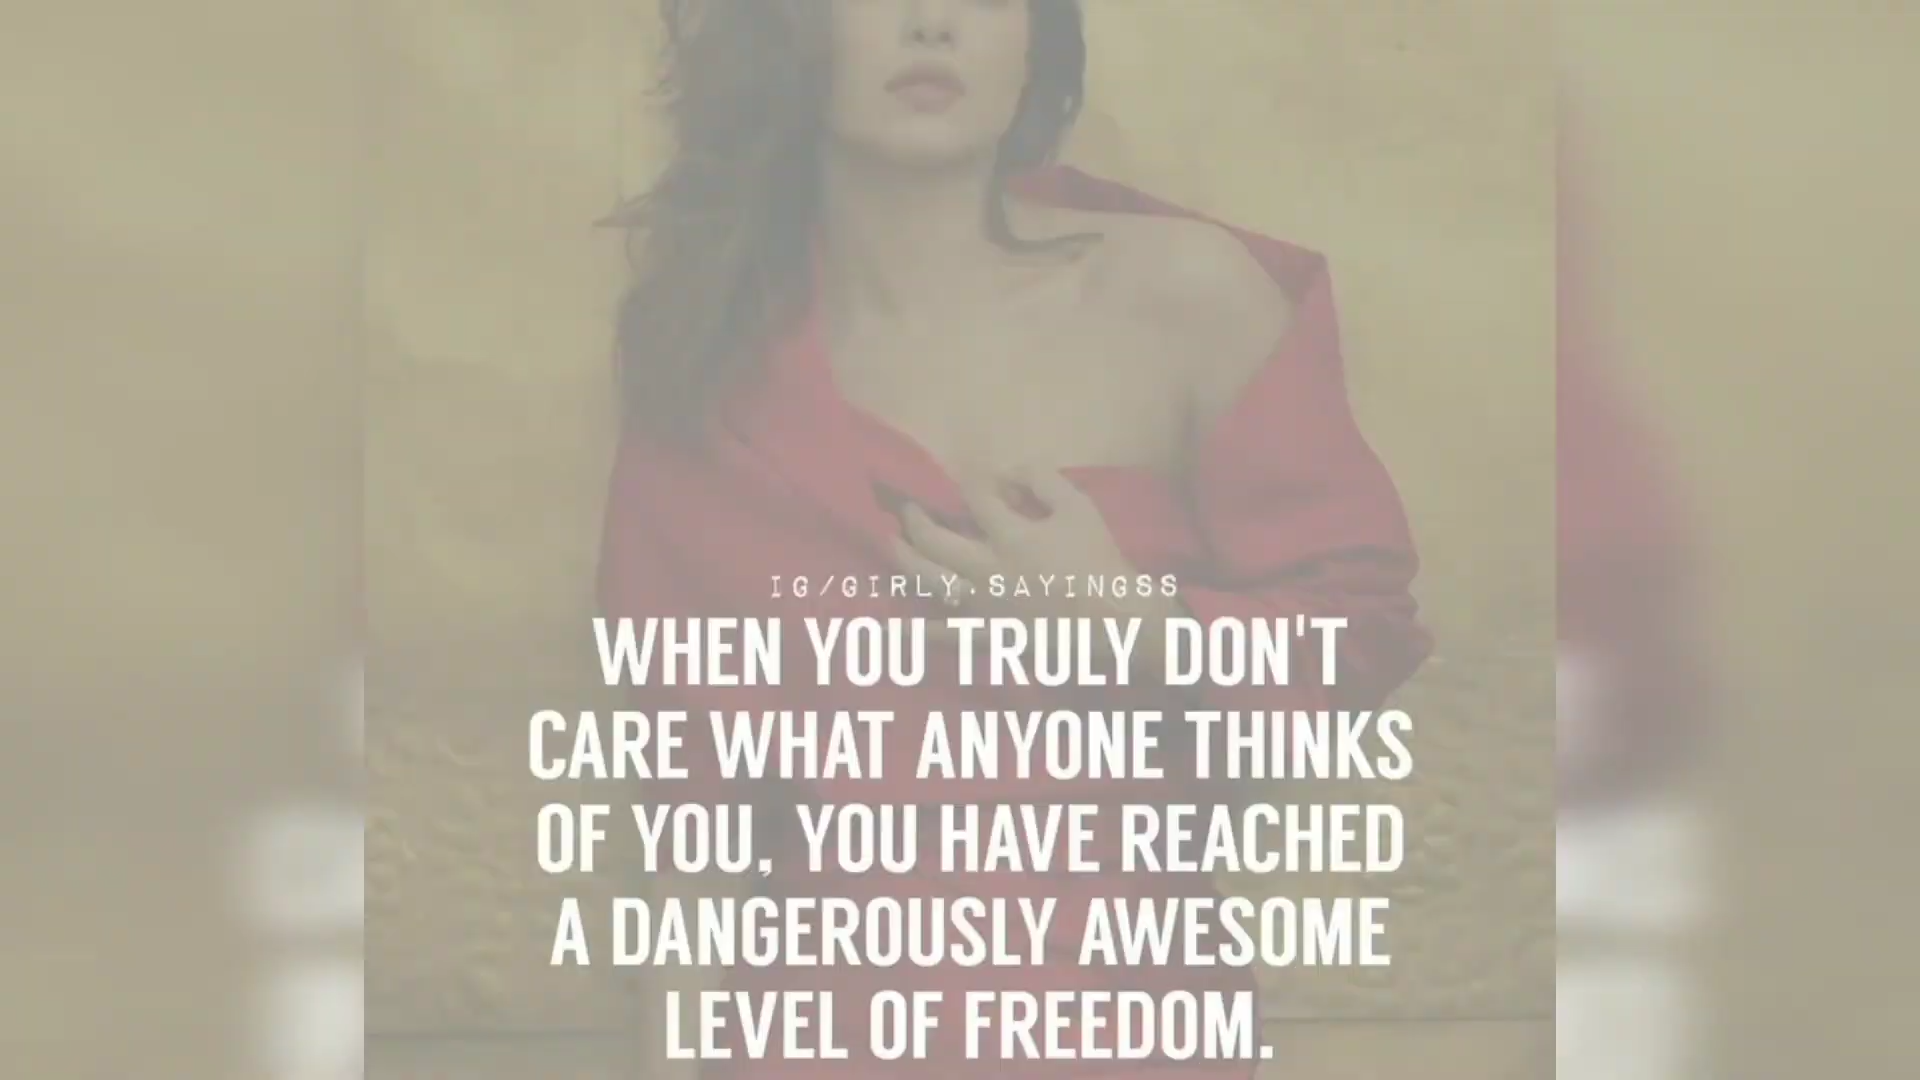 IG/GIRLY.SAYINGSS
WHEN YOU TRULY DON'T
CARE WHAT ANYONE THINKS
OF YOU, YOU HAVE REACHED
A DANGEROUSLY AWESOME
LEVEL OF FREEDOM.